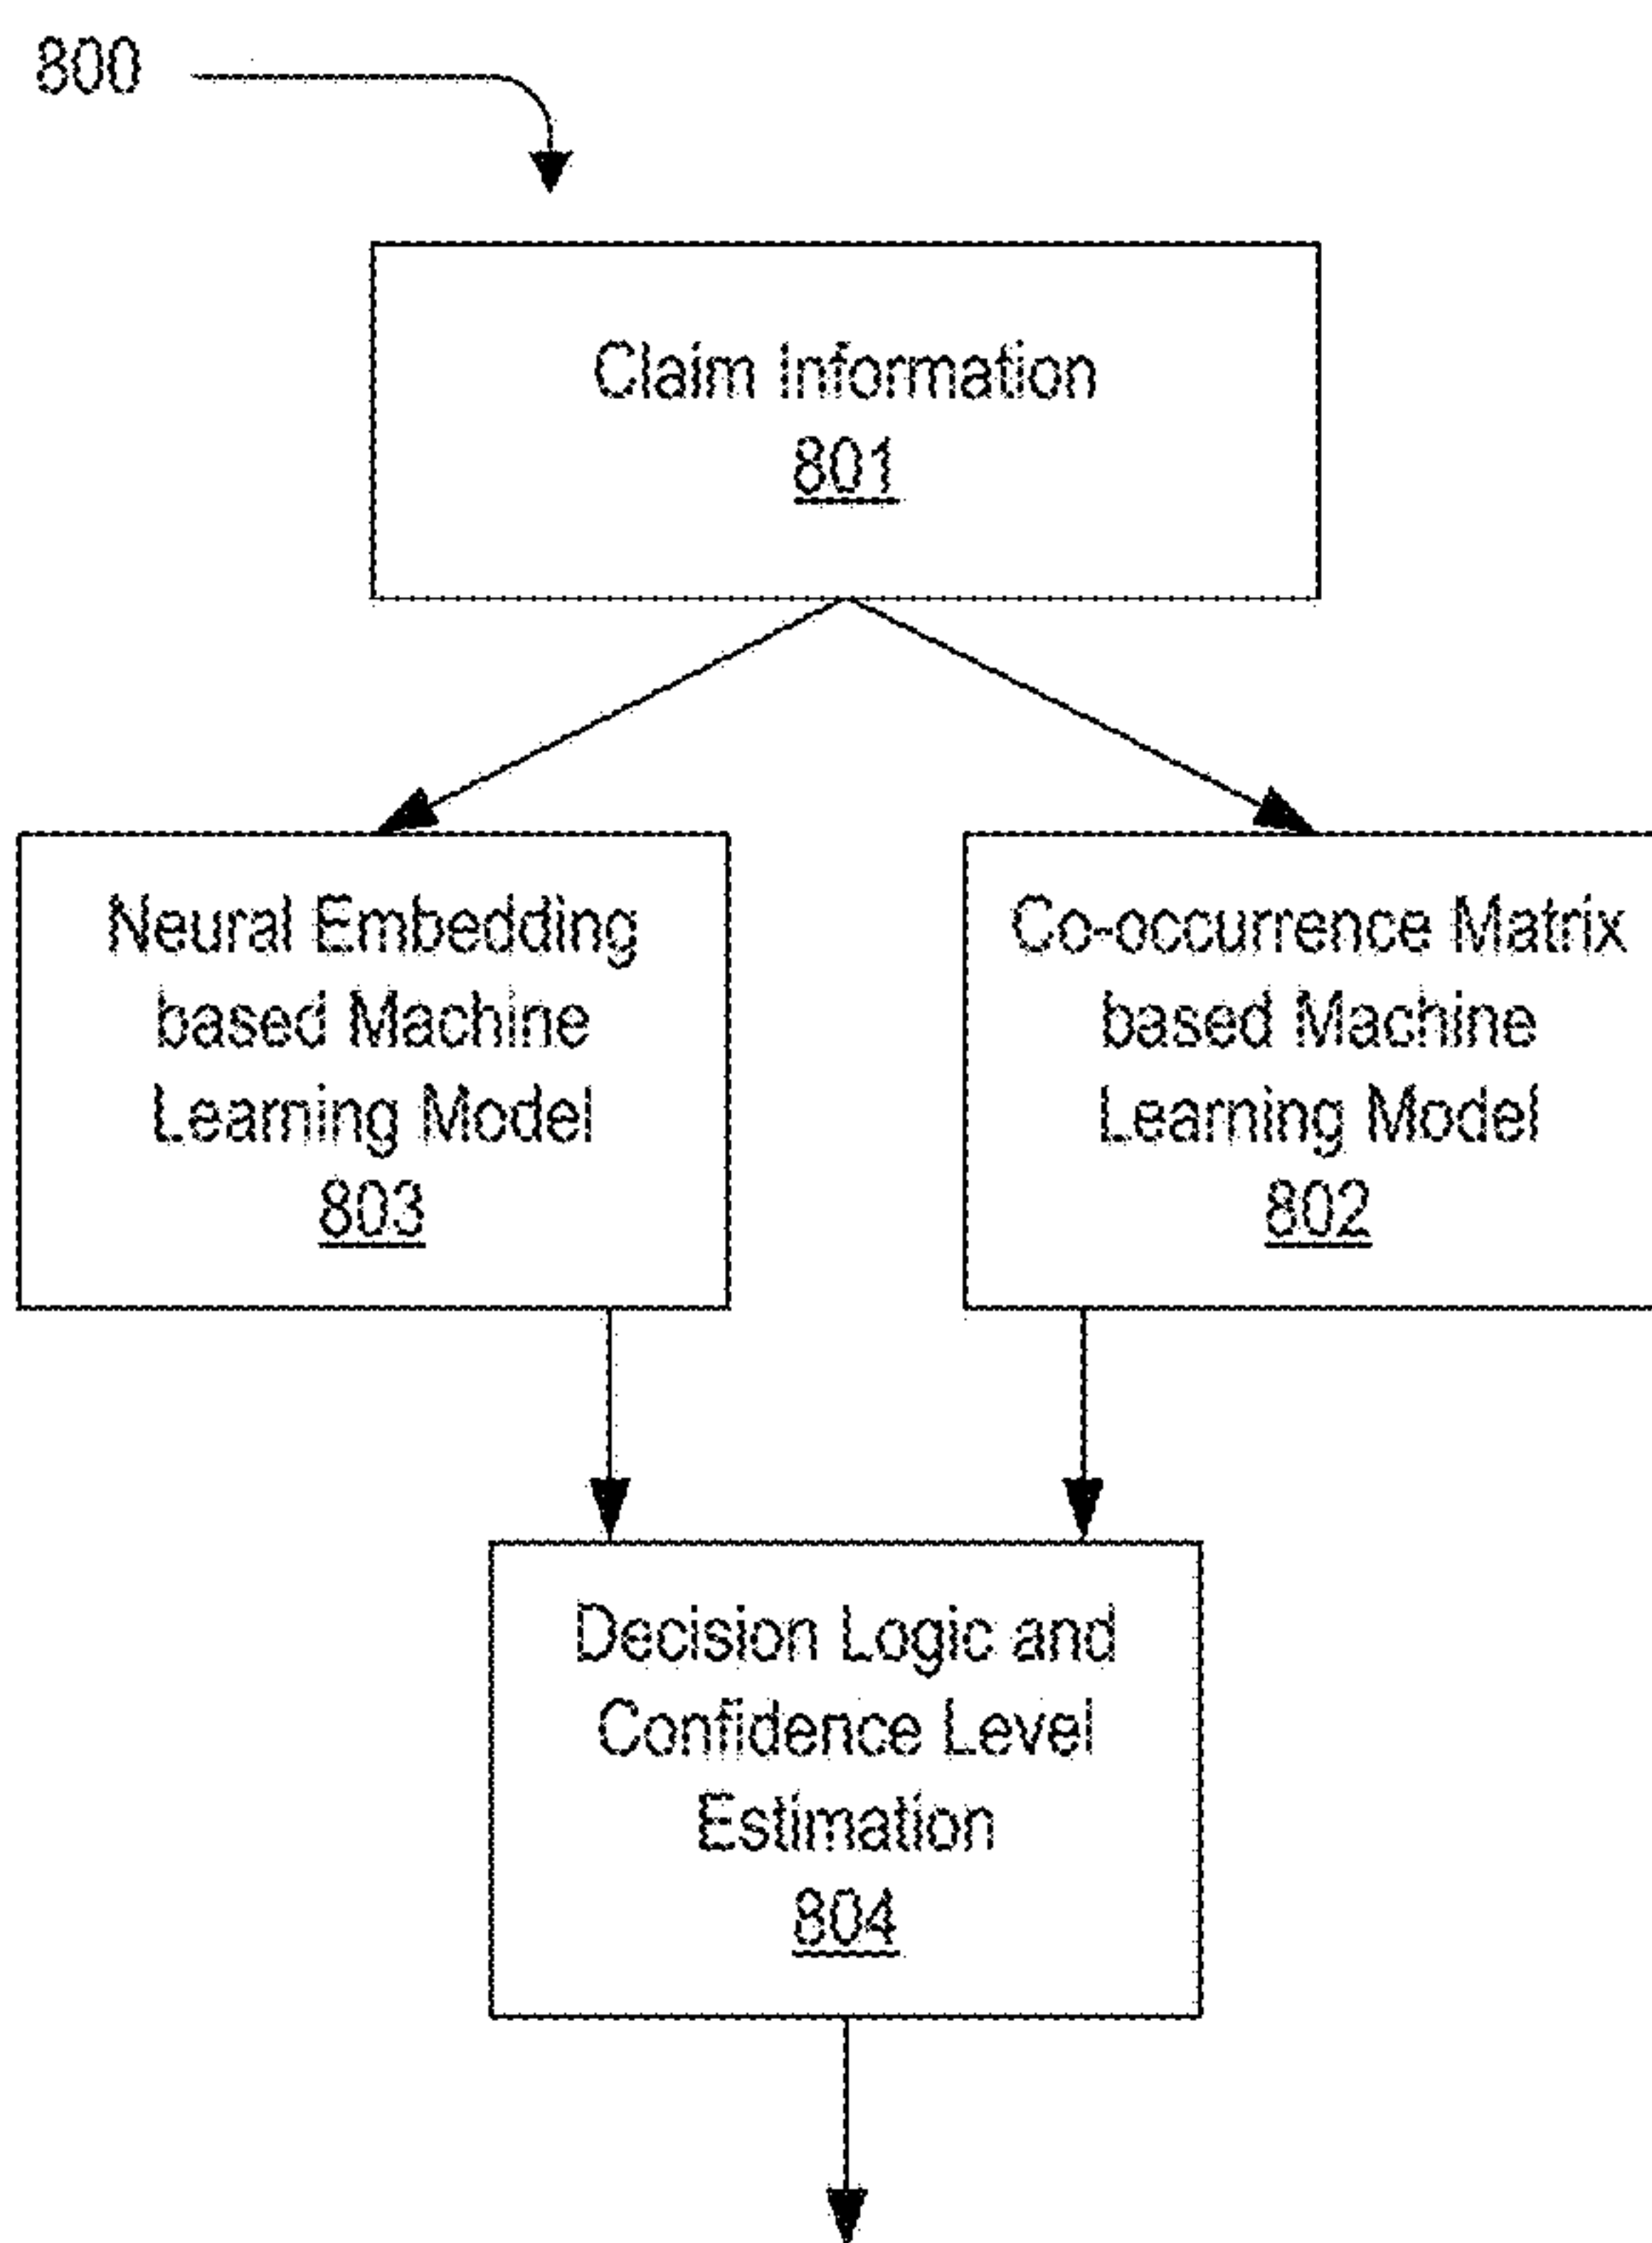 800
Claim Information
801
Neural Embedding
based Machine
Learning Model
803
Co-occurrence Matrix
based Machine
Learning Model
802
Decision Logic and
Confidence Level
Estimation
804